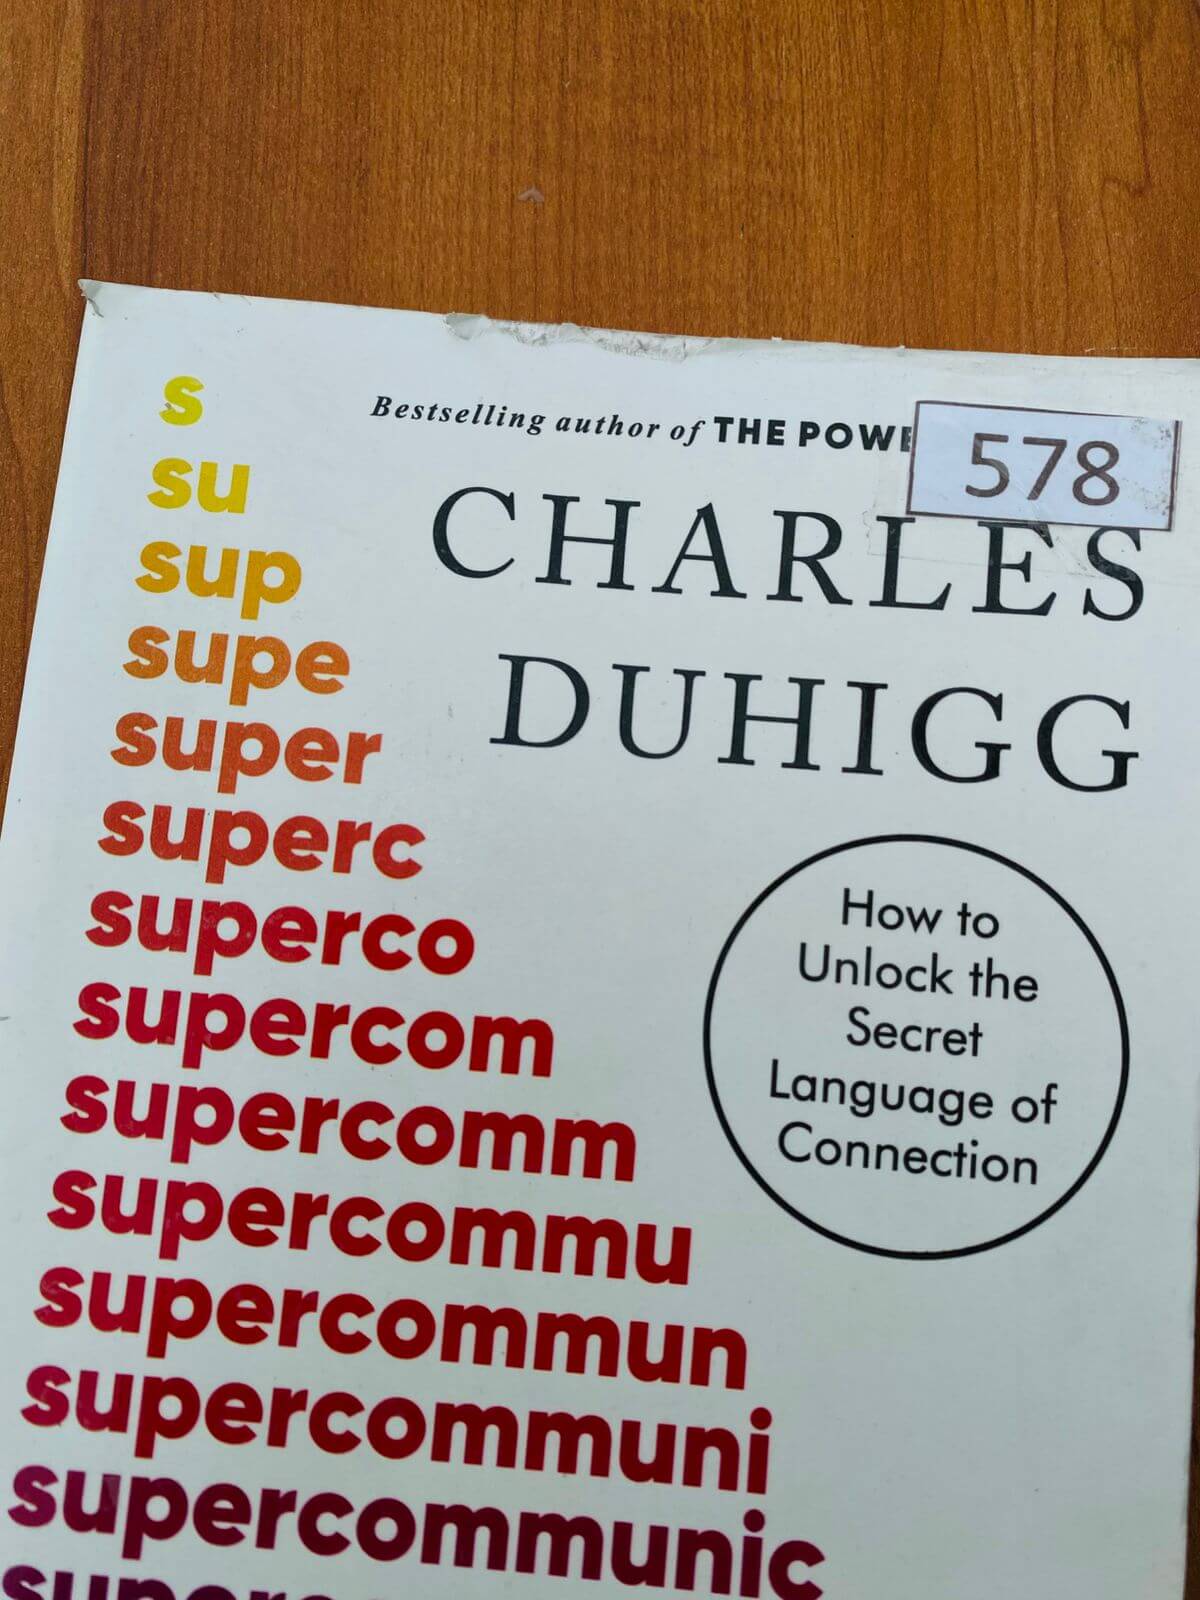 Bestselling author of THE POWE
578
CHARLES
DUHIGG
s
su
sup
supe
super
superc
superco
supercom
supercomm
supercommu
supercommun
supercommuni
supercommunic
How to
Unlock the
Secret
Language of
Connection